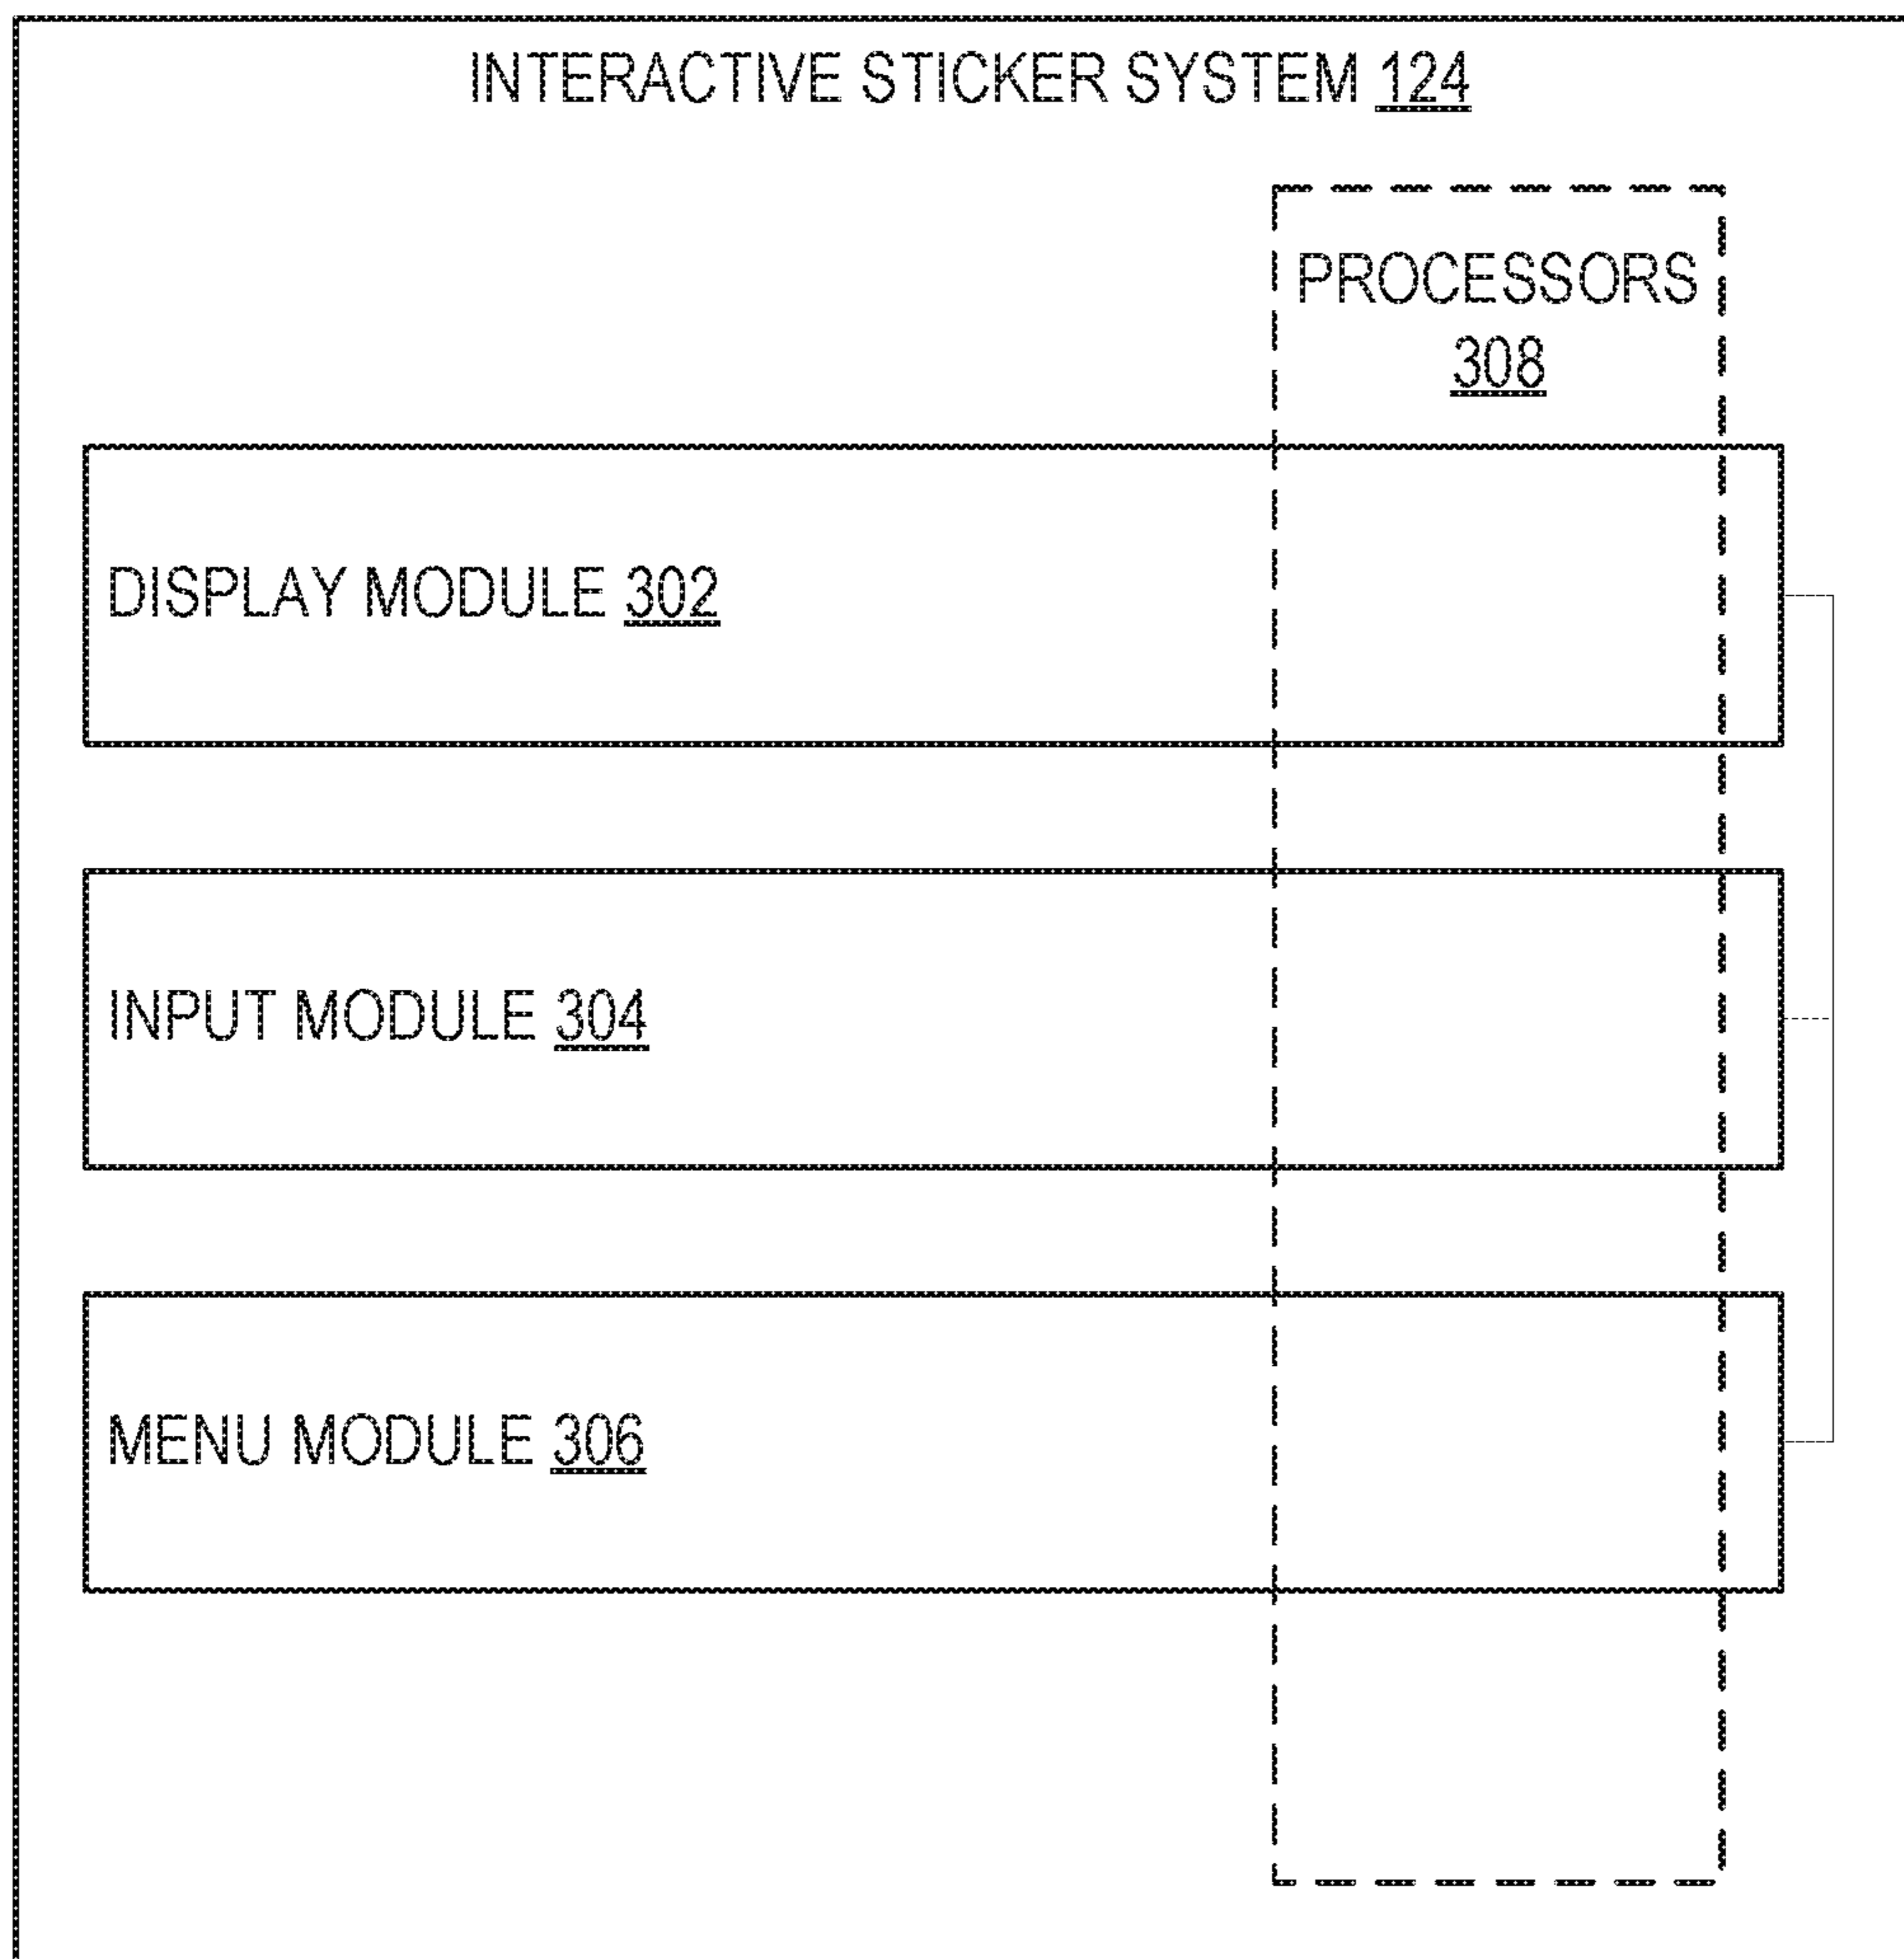 INTERACTIVE STICKER SYSTEM 124
PROCESSORS
308
DISPLAY MODULE 302
INPUT MODULE 304
MENU MODULE 306